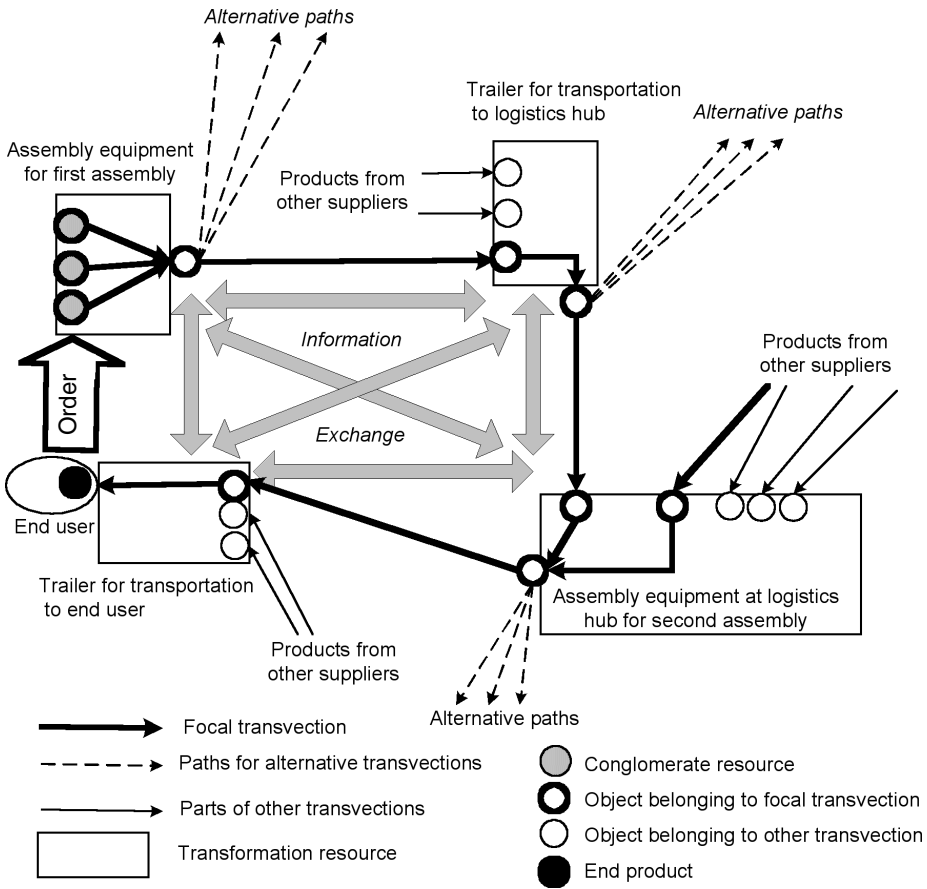 Alternative paths
Trailer for transportation
to logistics hub
Alternative paths
Assembly equipment
for first assembly
Products from
other suppliers
Information
Products from
other suppliers
Order
Exchange
End user
Trailer for transportation
to end user
Assembly equipment at logistics
hub for second assembly
Products from
other suppliers
Alternative paths
Focal transvection
Paths for alternative transvections
Parts of other transvections
Transformation resource
Conglomerate resource
Object belonging to focal transvection
Object belonging to other transvection
End product